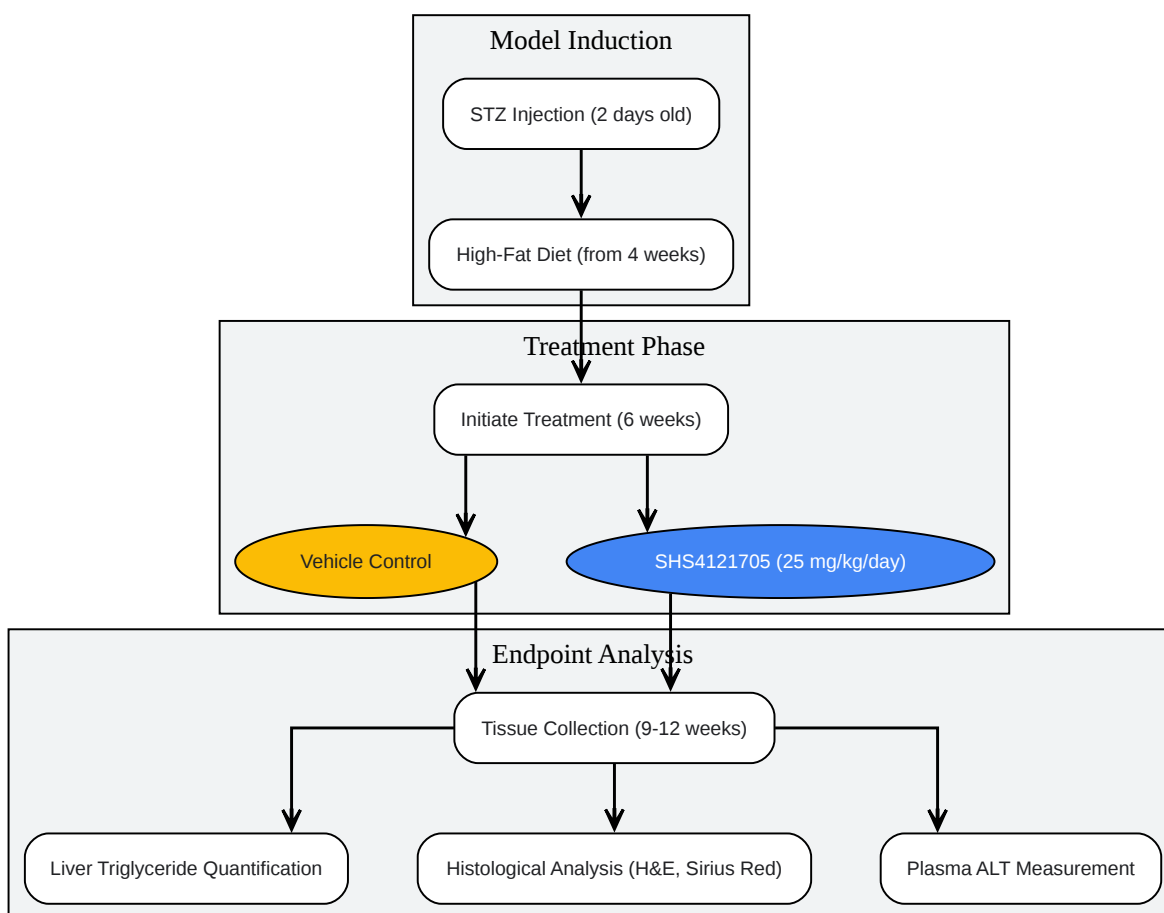 Model Induction
STZ Injection (2 days old)
High-Fat Diet (from 4 weeks)
Treatment Phase
Initiate Treatment (6 weeks)
Vehicle Control
SHS4121705 (25 mg/kg/day)
Endpoint Analysis
Tissue Collection (9-12 weeks)
Liver Triglyceride Quantification
Histological Analysis (H&E, Sirius Red)
Plasma ALT Measurement